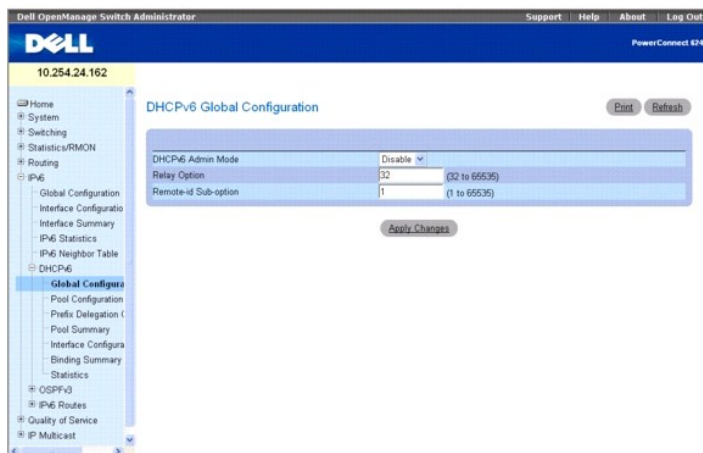 Dell OpenManage Switch Administrator
Support Help About Log Out
DELL
PowerConnect 624
10.254.24.162
Home
System
Switching
Statistics/RMON
Routing
IPv6
Global Configuration
Interface Configuratio
Interface Summary
IPv6 Statistics
IPv6 Neighbor Table
DHCPv6
Global Configura
Pool Configuration
Prefix Delegation C
Pool Summary
Interface Configura
Binding Summary
Statistics
OSPFv3
IPv6 Routes
Quality of Service
IP Multicast
DHCPv6 Global Configuration
Print Refresh
DHCPv6 Admin Mode Disable
Relay Option 32 (32 to 65535)
Remote-id Sub-option 1 (1 to 65535)
Apply Changes